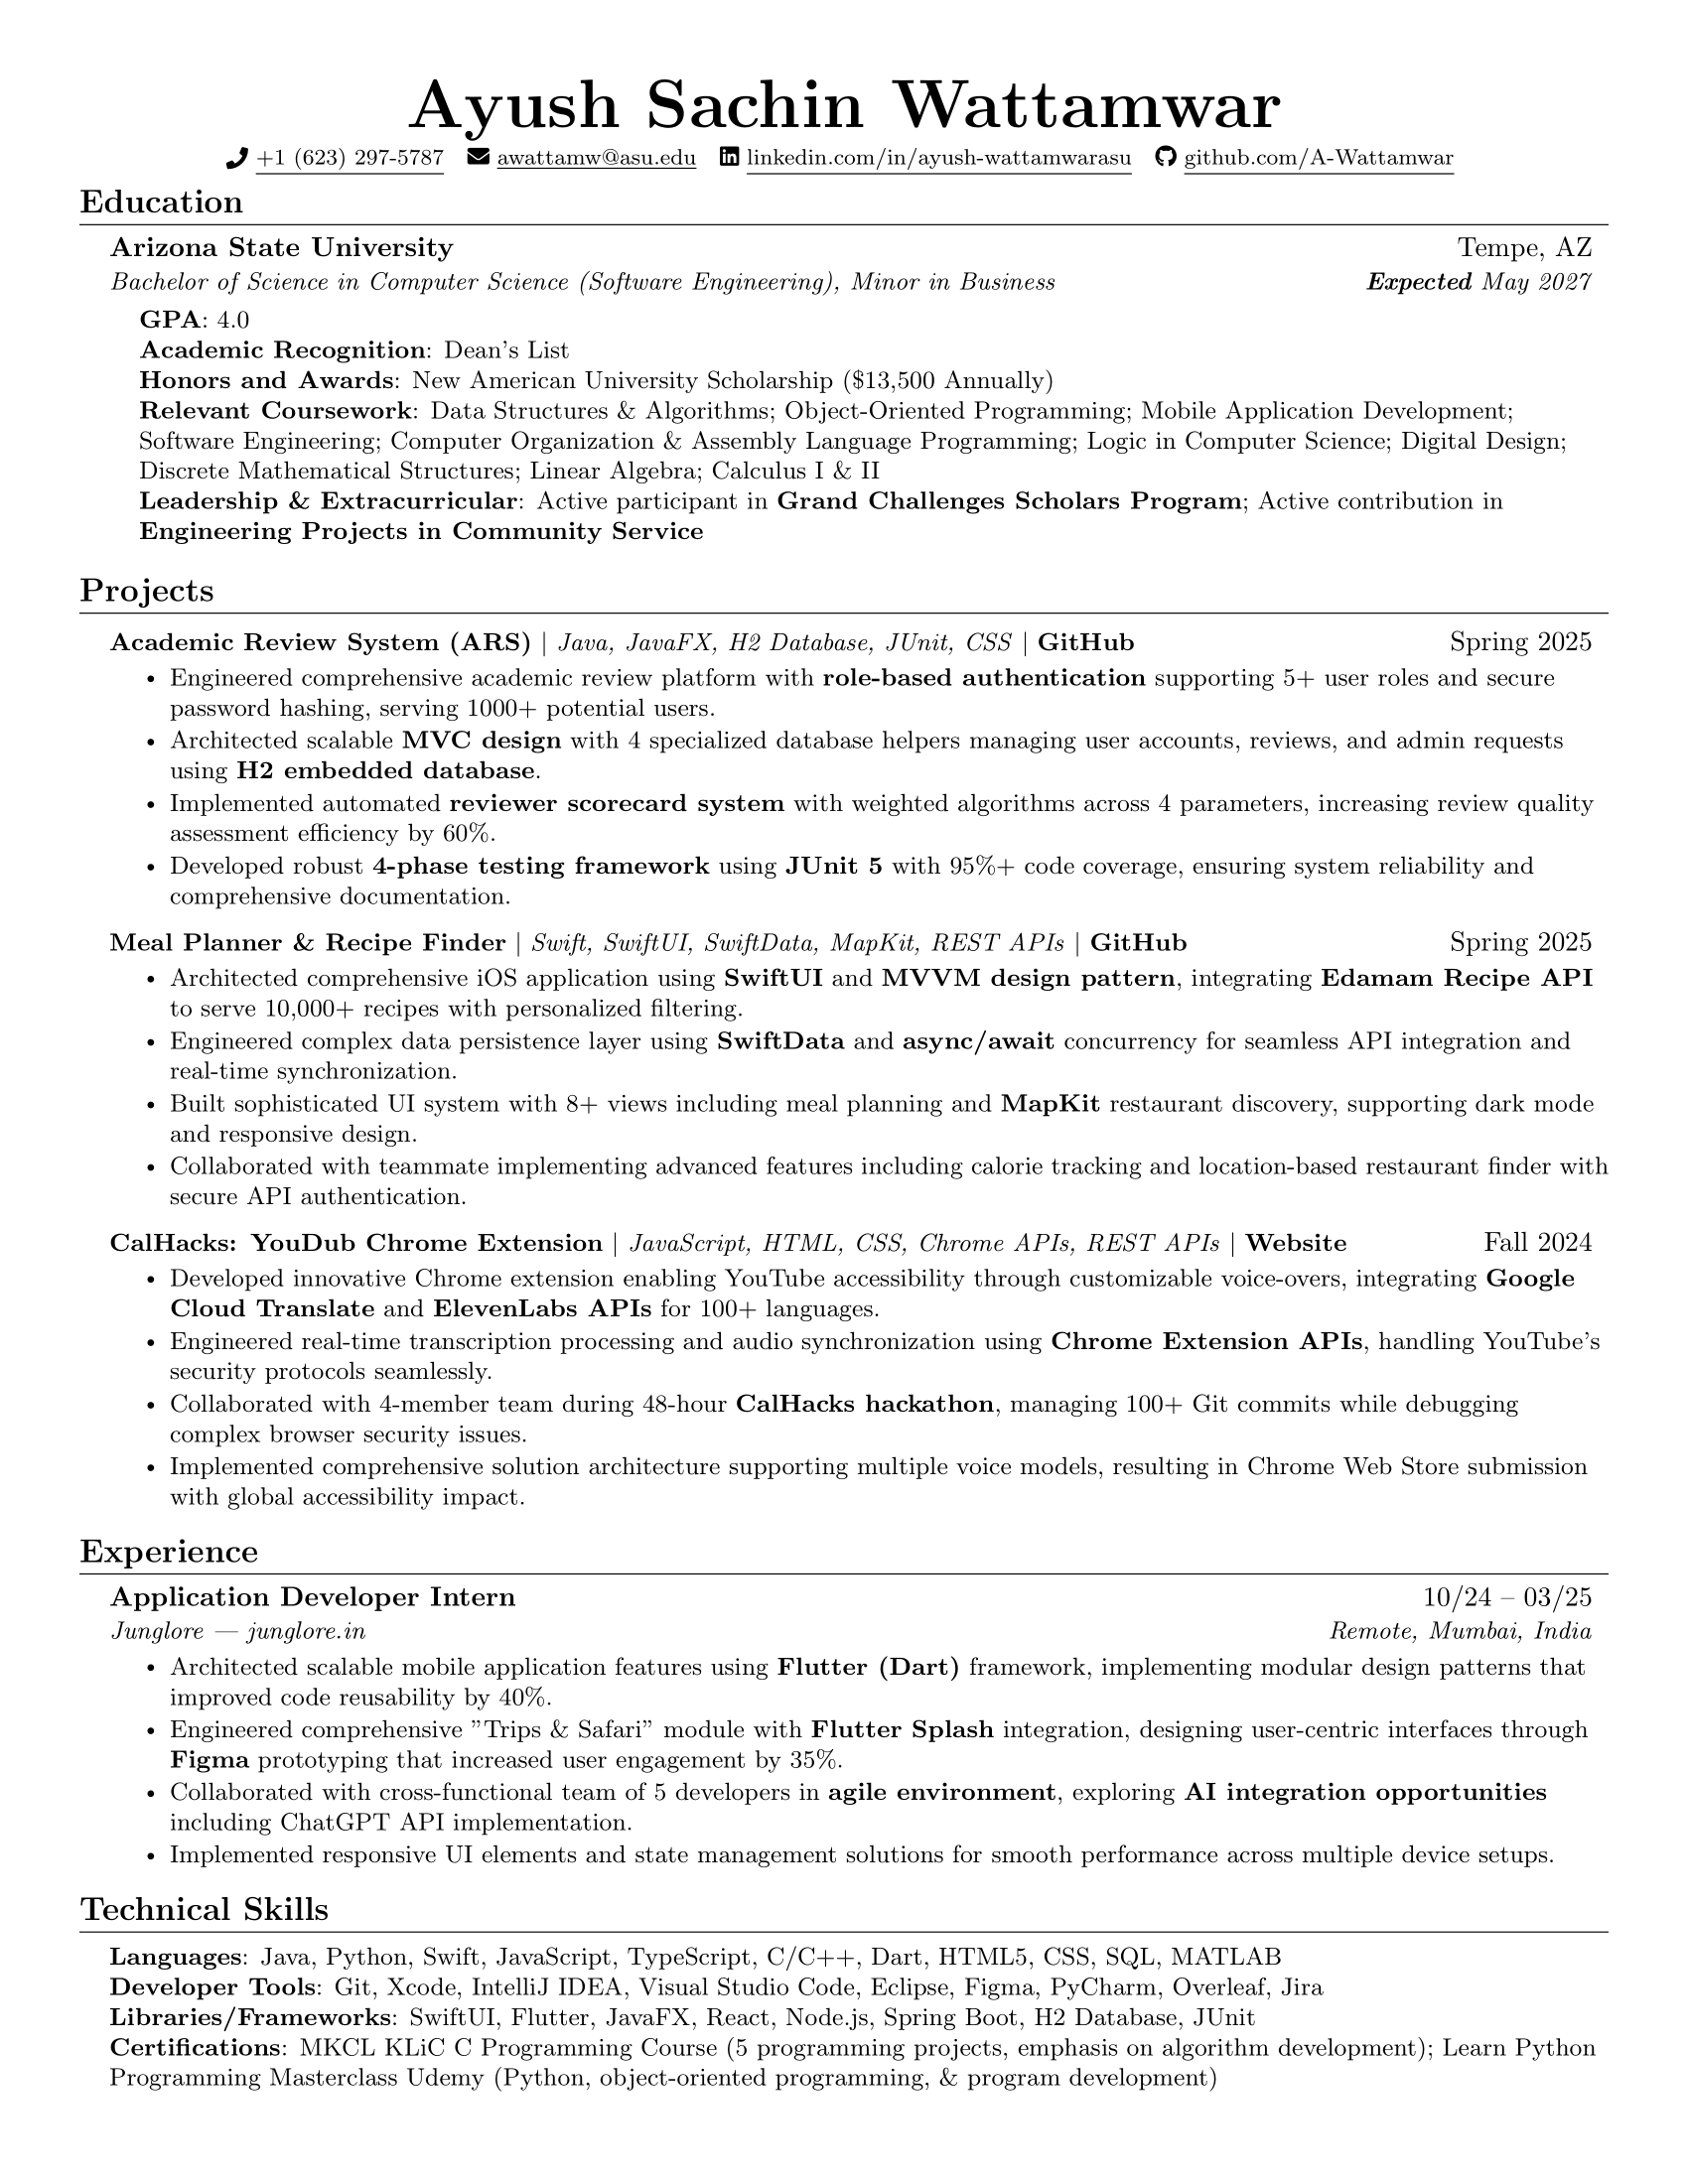 Ayush Sachin Wattamwar
+1 (623) 297-5787 awattamw@asu.edu linkedin.com/in/ayush-wattamwarasu github.com/A-Wattamwar
Education
Arizona State University Tempe, AZ
Bachelor of Science in Computer Science (Software Engineering), Minor in Business Expected May 2027
GPA: 4.0
Academic Recognition: Dean's List
Honors and Awards: New American University Scholarship ($13,500 Annually)
Relevant Coursework: Data Structures & Algorithms; Object-Oriented Programming; Mobile Application Development;
Software Engineering; Computer Organization & Assembly Language Programming; Logic in Computer Science; Digital Design;
Discrete Mathematical Structures; Linear Algebra; Calculus I & II
Leadership & Extracurricular: Active participant in Grand Challenges Scholars Program; Active contribution in
Engineering Projects in Community Service
Projects
Academic Review System (ARS) | Java, JavaFX, H2 Database, JUnit, CSS | GitHub Spring 2025
• Engineered comprehensive academic review platform with role-based authentication supporting 5+ user roles and secure
password hashing, serving 1000+ potential users.
• Architected scalable MVC design with 4 specialized database helpers managing user accounts, reviews, and admin requests
using H2 embedded database.
• Implemented automated reviewer scorecard system with weighted algorithms across 4 parameters, increasing review quality
assessment efficiency by 60%.
• Developed robust 4-phase testing framework using JUnit 5 with 95%+ code coverage, ensuring system reliability and
comprehensive documentation.
Meal Planner & Recipe Finder | Swift, SwiftUI, SwiftData, MapKit, REST APIs | GitHub Spring 2025
• Architected comprehensive iOS application using SwiftUI and MVVM design pattern, integrating Edamam Recipe API
to serve 10,000+ recipes with personalized filtering.
• Engineered complex data persistence layer using SwiftData and async/await concurrency for seamless API integration and
real-time synchronization.
• Built sophisticated UI system with 8+ views including meal planning and MapKit restaurant discovery, supporting dark mode
and responsive design.
• Collaborated with teammate implementing advanced features including calorie tracking and location-based restaurant finder with
secure API authentication.
CalHacks: YouDub Chrome Extension | JavaScript, HTML, CSS, Chrome APIs, REST APIs | Website Fall 2024
• Developed innovative Chrome extension enabling YouTube accessibility through customizable voice-overs, integrating Google
Cloud Translate and ElevenLabs APIs for 100+ languages.
• Engineered real-time transcription processing and audio synchronization using Chrome Extension APIs, handling YouTube's
security protocols seamlessly.
• Collaborated with 4-member team during 48-hour CalHacks hackathon, managing 100+ Git commits while debugging
complex browser security issues.
• Implemented comprehensive solution architecture supporting multiple voice models, resulting in Chrome Web Store submission
with global accessibility impact.
Experience
Application Developer Intern 10/24 – 03/25
Junglore — junglore.in Remote, Mumbai, India
• Architected scalable mobile application features using Flutter (Dart) framework, implementing modular design patterns that
improved code reusability by 40%.
• Engineered comprehensive ”Trips & Safari” module with Flutter Splash integration, designing user-centric interfaces through
Figma prototyping that increased user engagement by 35%.
• Collaborated with cross-functional team of 5 developers in agile environment, exploring AI integration opportunities
including ChatGPT API implementation.
• Implemented responsive UI elements and state management solutions for smooth performance across multiple device setups.
Technical Skills
Languages: Java, Python, Swift, JavaScript, TypeScript, C/C++, Dart, HTML5, CSS, SQL, MATLAB
Developer Tools: Git, Xcode, IntelliJ IDEA, Visual Studio Code, Eclipse, Figma, PyCharm, Overleaf, Jira
Libraries/Frameworks: SwiftUI, Flutter, JavaFX, React, Node.js, Spring Boot, H2 Database, JUnit
Certifications: MKCL KLiC C Programming Course (5 programming projects, emphasis on algorithm development); Learn Python
Programming Masterclass Udemy (Python, object-oriented programming, & program development)